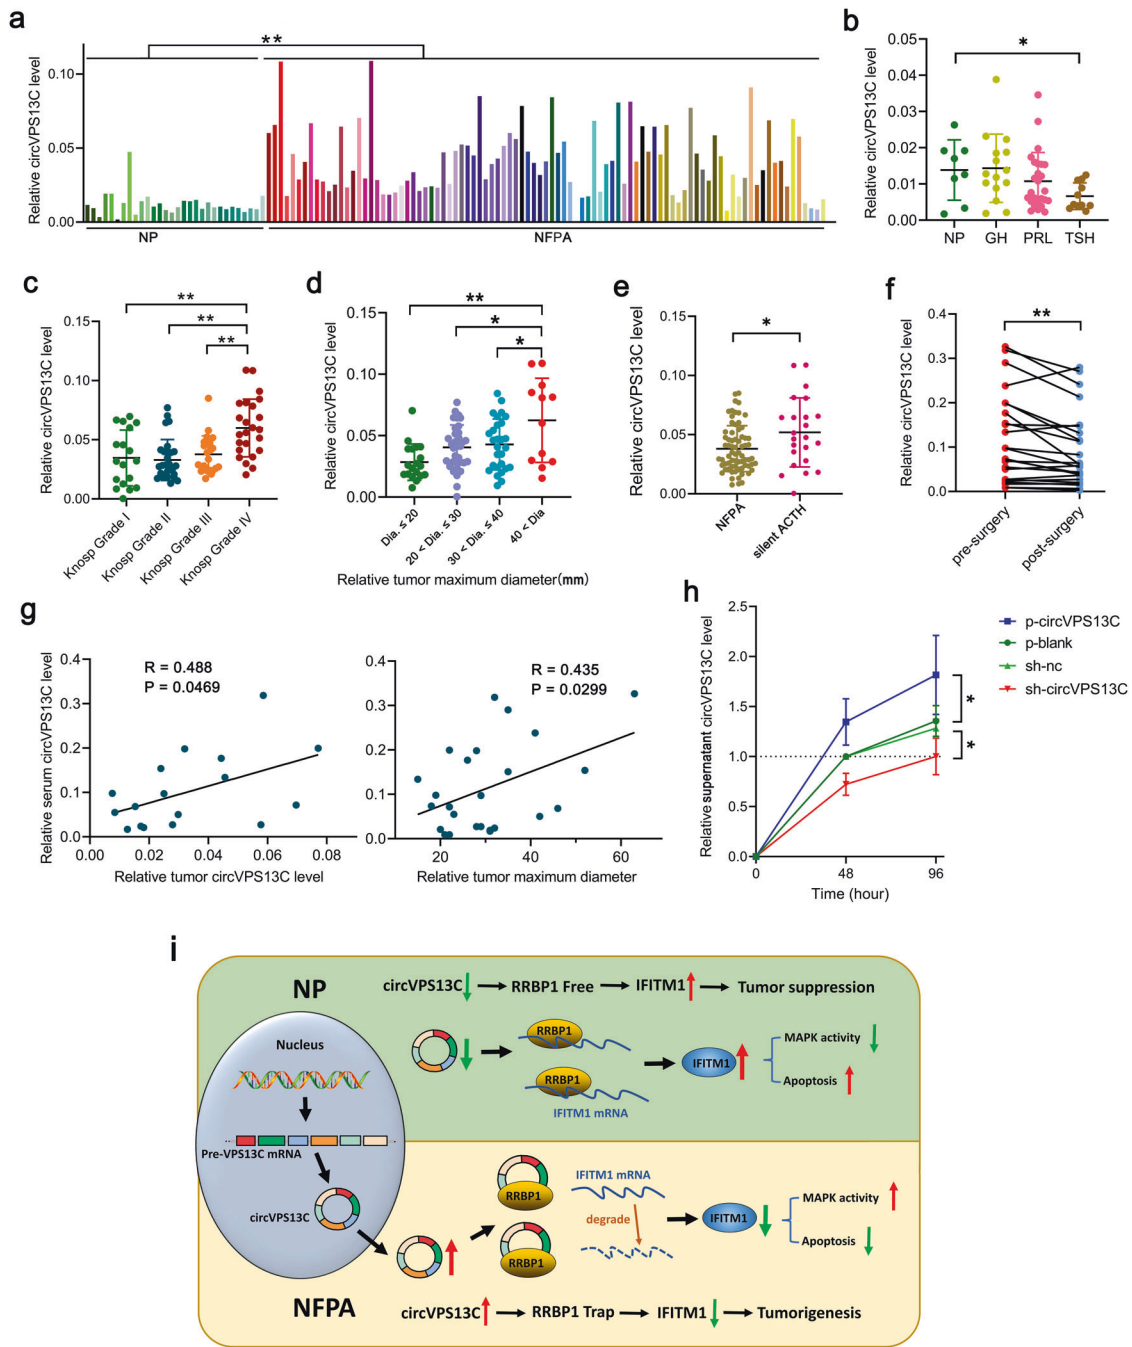 a
Relative circVPS13C level
0.10
0.05
0.00
**
NP
NFPA
b
Relative circVPS13C level
0.05
0.04
0.03
0.02
0.01
0.00
*
NP GH PRL TSH
c
Relative circVPS13C level
0.15
0.10
0.05
0.00
**
**
**
Knosp Grade I
Knosp Grade II
Knosp Grade III
Knosp Grade IV
d
Relative circVPS13C level
0.15
0.10
0.05
0.00
**
*
*
Dia. ≤ 20
20 < Dia. ≤ 30
30 < Dia. ≤ 40
40 < Dia
Relative tumor maximum diameter(mm)
e
Relative circVPS13C level
0.15
0.10
0.05
0.00
*
NFPA
silent ACTH
f
Relative circVPS13C level
0.4
0.3
0.2
0.1
0.0
**
pre-surgery
post-surgery
g
Relative serum circVPS13C level
0.4
0.3
0.2
0.1
0.0
R = 0.488
P = 0.0469
0.00 0.02 0.04 0.06 0.08
Relative tumor circVPS13C level
0.4
0.3
0.2
0.1
0.0
R = 0.435
P = 0.0299
20 40 60
Relative tumor maximum diameter
h
Relative supernatant circVPS13C level
2.5
2.0
1.5
1.0
0.5
0.0
*
*
0 48 96
Time (hour)
p-circVPS13C
p-blank
sh-nc
sh-circVPS13C
i
NP
circVPS13C RRBP1 Free IFITM1 Tumor suppression
Nucleus
RRBP1
RRBP1
IFITM1 mRNA
IFITM1
MAPK activity
Apoptosis
Pre-VPS13C mRNA
circVPS13C
RRBP1
RRBP1
IFITM1 mRNA
degrade
IFITM1
MAPK activity
Apoptosis
NFPA
circVPS13C RRBP1 Trap IFITM1 Tumorigenesis